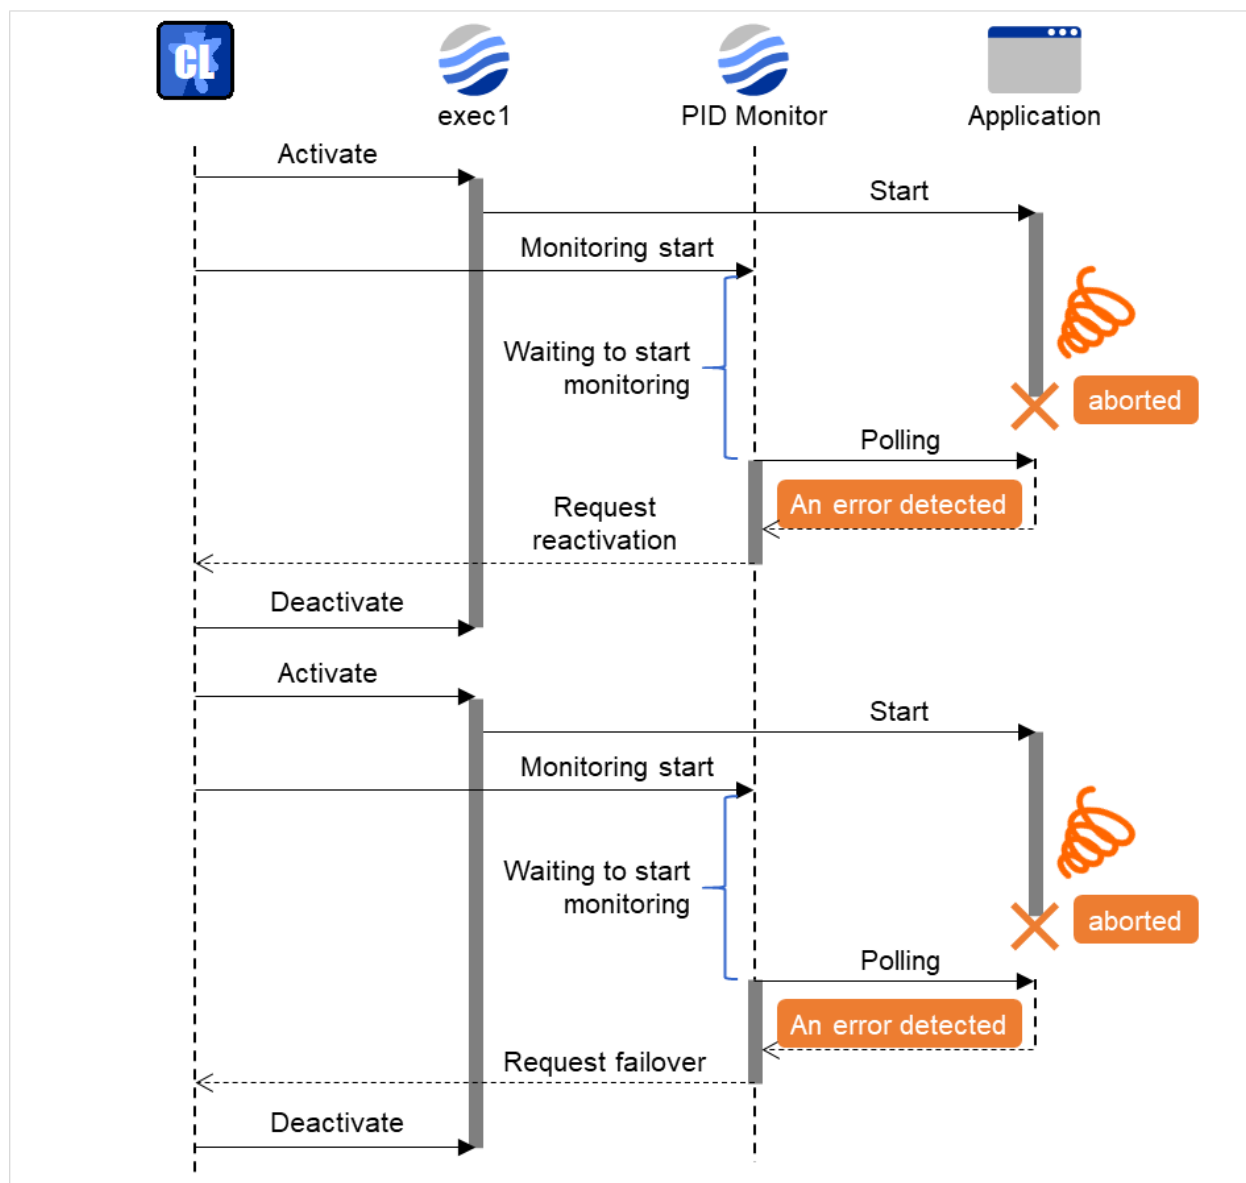 CL
exec1
PID Monitor
Application
Activate
Start
Monitoring start
Waiting to start
monitoring
aborted
Polling
An error detected
Request
reactivation
Deactivate
Activate
Start
Monitoring start
Waiting to start
monitoring
aborted
Polling
An error detected
Request failover
Deactivate